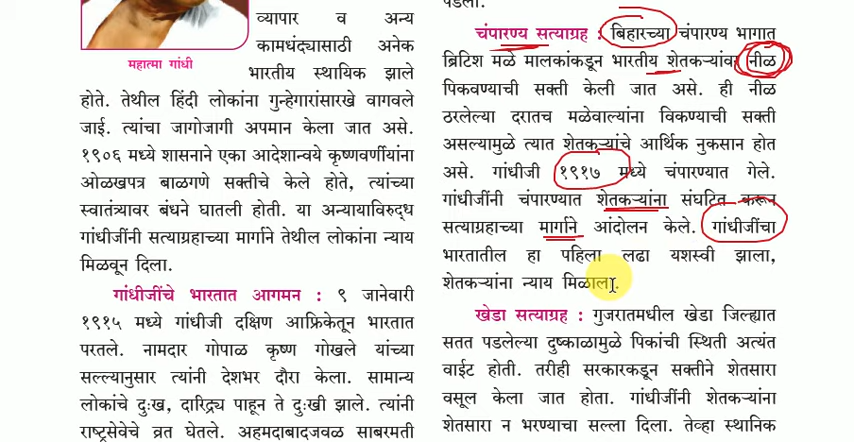 महात्मा गांधी
व्यापार व अन्य
कामधंद्यासाठी अनेक
भारतीय स्थायिक झाले
होते. तेथील हिंदी लोकांना गुन्हेगारांसारखे वागवले
जाई. त्यांचा जागोजागी अपमान केला जात असे.
१९०६ मध्ये शासनाने एका आदेशान्वये कृष्णवर्णीयांना
ओळखपत्र बाळगणे सक्तीचे केले होते, त्यांच्या
स्वातंत्र्यावर बंधने घातली होती. या अन्यायाविरुद्ध
गांधीजींनी सत्याग्रहाच्या मार्गाने तेथील लोकांना न्याय
मिळवून दिला.
गांधीजींचे भारतात आगमन : ९ जानेवारी
१९१५ मध्ये गांधीजी दक्षिण आफ्रिकेतून भारतात
परतले. नामदार गोपाळ कृष्ण गोखले यांच्या
सल्ल्यानुसार त्यांनी देशभर दौरा केला. सामान्य
लोकांचे दुःख, दारिद्र्य पाहून ते दुःखी झाले. त्यांनी
राष्ट्रसेवेचे व्रत घेतले. अहमदाबादजवळ साबरमती
पडला.
चंपारण्य सत्याग्रह : बिहारच्या चंपारण्य भागात
ब्रिटिश मळे मालकांकडून भारतीय शेतकऱ्यांवर नीळ
पिकवण्याची सक्ती केली जात असे. ही नीळ
ठरलेल्या दरातच मळेवाल्यांना विकण्याची सक्ती
असल्यामुळे त्यात शेतकऱ्यांचे आर्थिक नुकसान होत
असे. गांधीजी १९१७ मध्ये चंपारण्यात गेले.
गांधीजींनी चंपारण्यात शेतकऱ्यांना संघटित करून
सत्याग्रहाच्या मार्गाने आंदोलन केले. गांधीजींचा
भारतातील हा पहिला लढा यशस्वी झाला,
शेतकऱ्यांना न्याय मिळाला.
खेडा सत्याग्रह : गुजरातमधील खेडा जिल्ह्यात
सतत पडलेल्या दुष्काळामुळे पिकांची स्थिती अत्यंत
वाईट होती. तरीही सरकारकडून सक्तीने शेतसारा
वसूल केला जात होता. गांधीजींनी शेतकऱ्यांना
शेतसारा न भरण्याचा सल्ला दिला. तेव्हा स्थानिक